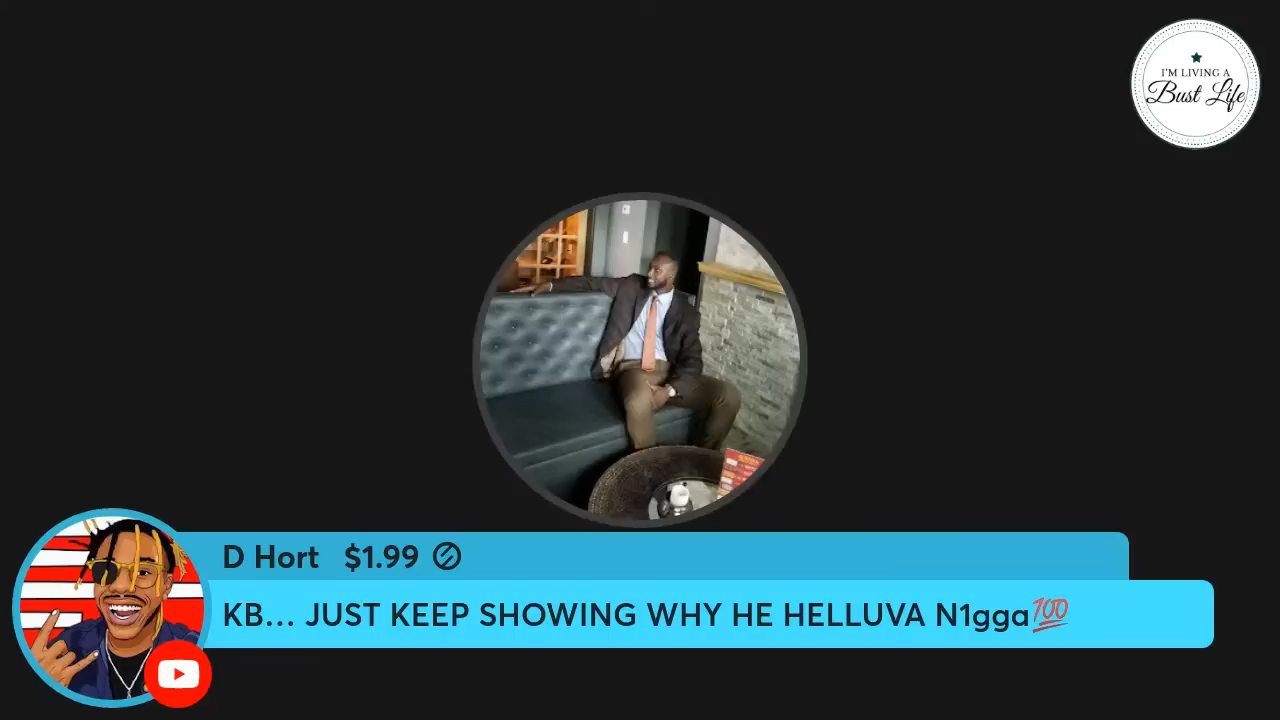 I'M LIVING A
Bust Life
D Hort $1.99
KB... JUST KEEP SHOWING WHY HE HELLUVA N1gga💯